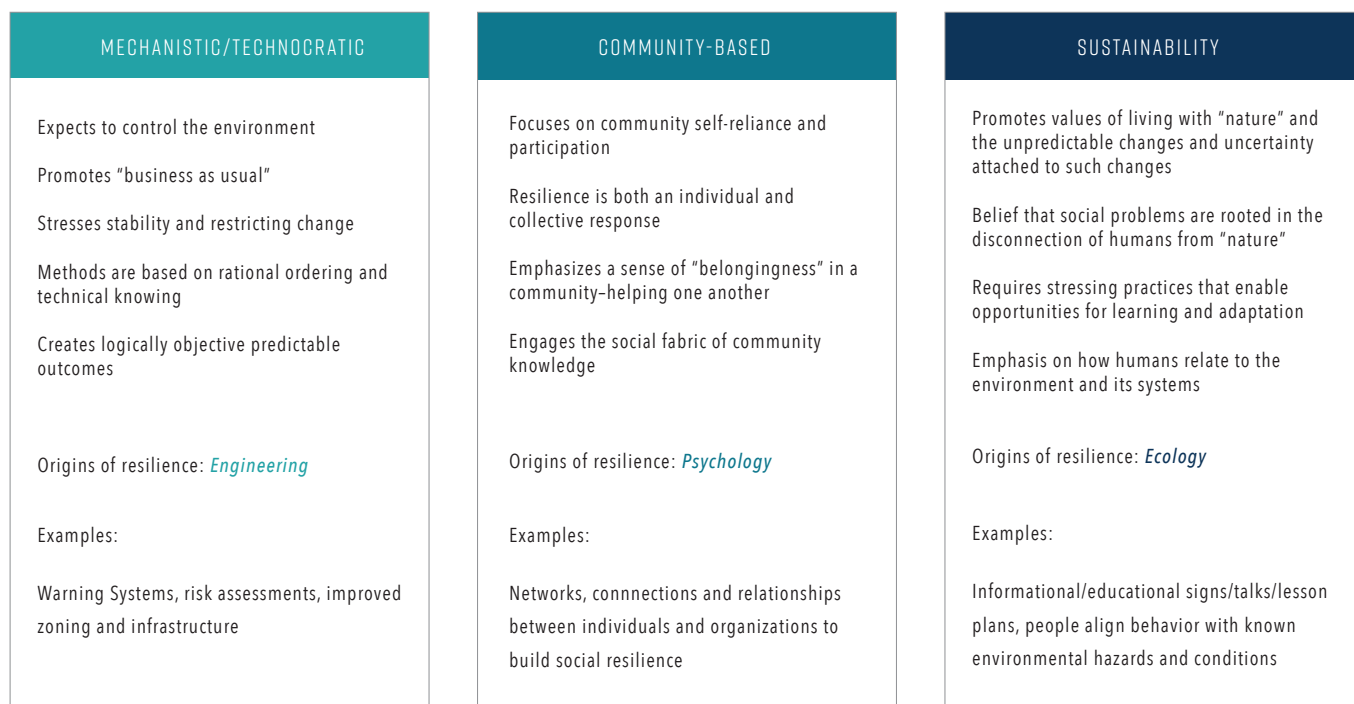 MECHANISTIC/TECHNOCRATIC
Expects to control the environment
Promotes “business as usual”
Stresses stability and restricting change
Methods are based on rational ordering and
technical knowing
Creates logically objective predictable
outcomes
Origins of resilience: Engineering
Examples:
Warning Systems, risk assessments, improved
zoning and infrastructure
COMMUNITY-BASED
Focuses on community self-reliance and
participation
Resilience is both an individual and
collective response
Emphasizes a sense of “belongingness” in a
community–helping one another
Engages the social fabric of community
knowledge
Origins of resilience: Psychology
Examples:
Networks, connnections and relationships
between individuals and organizations to
build social resilience
SUSTAINABILITY
Promotes values of living with “nature” and
the unpredictable changes and uncertainty
attached to such changes
Belief that social problems are rooted in the
disconnection of humans from “nature”
Requires stressing practices that enable
opportunities for learning and adaptation
Emphasis on how humans relate to the
environment and its systems
Origins of resilience: Ecology
Examples:
Informational/educational signs/talks/lesson
plans, people align behavior with known
environmental hazards and conditions